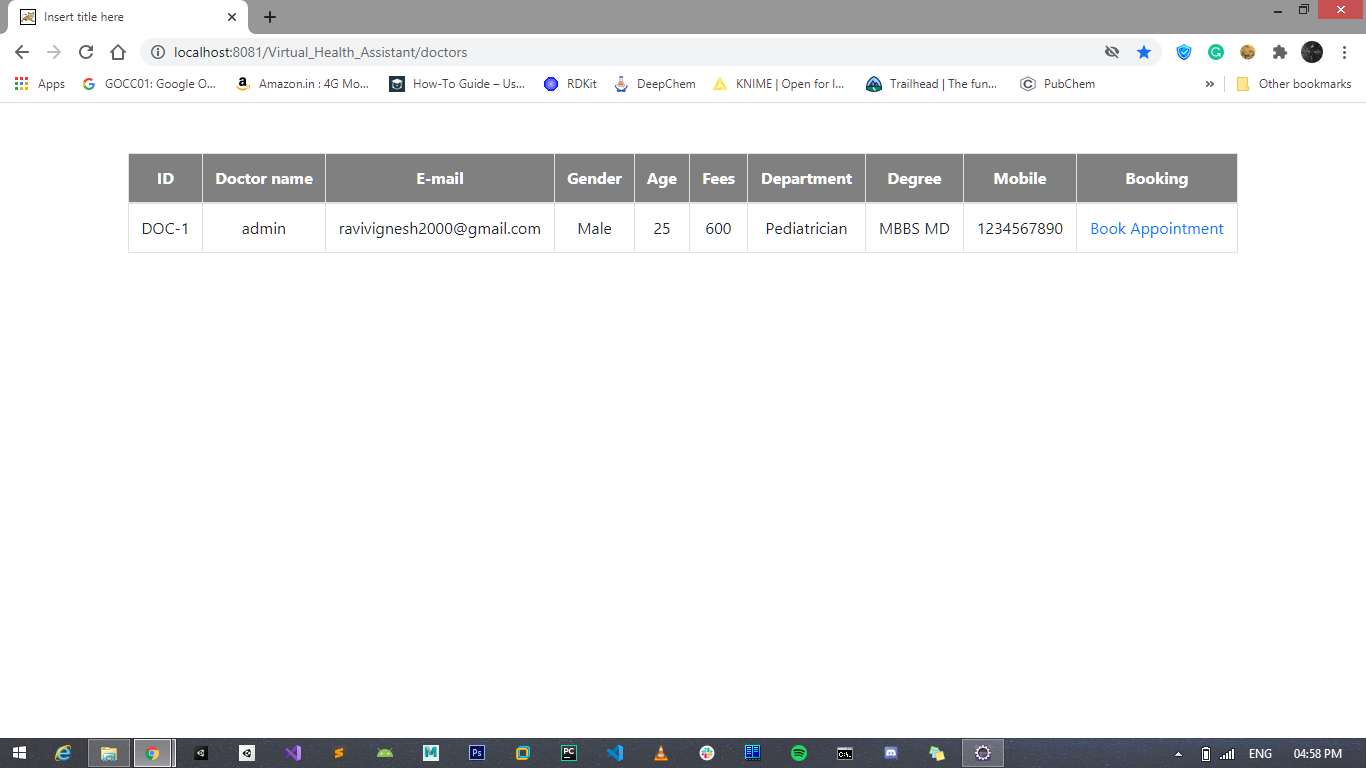 Insert title here
localhost:8081/Virtual_Health_Assistant/doctors
Apps GOCC01: Google O... Amazon.in : 4G Mo... How-To Guide – Us... RDKit DeepChem KNIME | Open for I... Trailhead | The fun... PubChem » Other bookmarks
ID Doctor name E-mail Gender Age Fees Department Degree Mobile Booking
DOC-1 admin ravivignesh2000@gmail.com Male 25 600 Pediatrician MBBS MD 1234567890 Book Appointment
ENG 04:58 PM